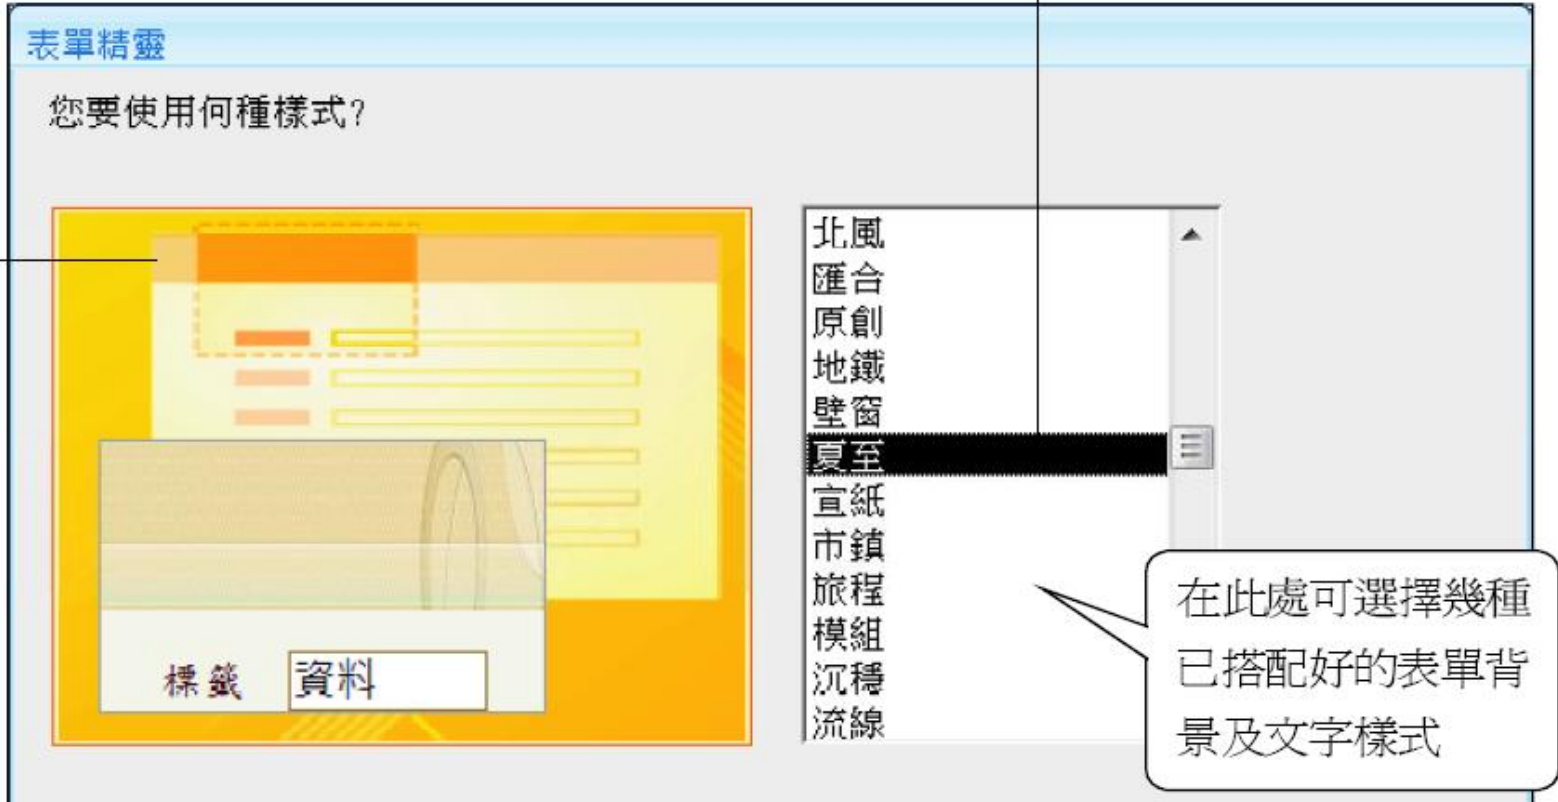 表單精靈
您要使用何種樣式?
北風
匯合
原創
地鐵
壁窗
夏至
宣紙
市鎮
旅程
模組
沉穩
流線
標籤 資料
在此處可選擇幾種
已搭配好的表單背
景及文字樣式